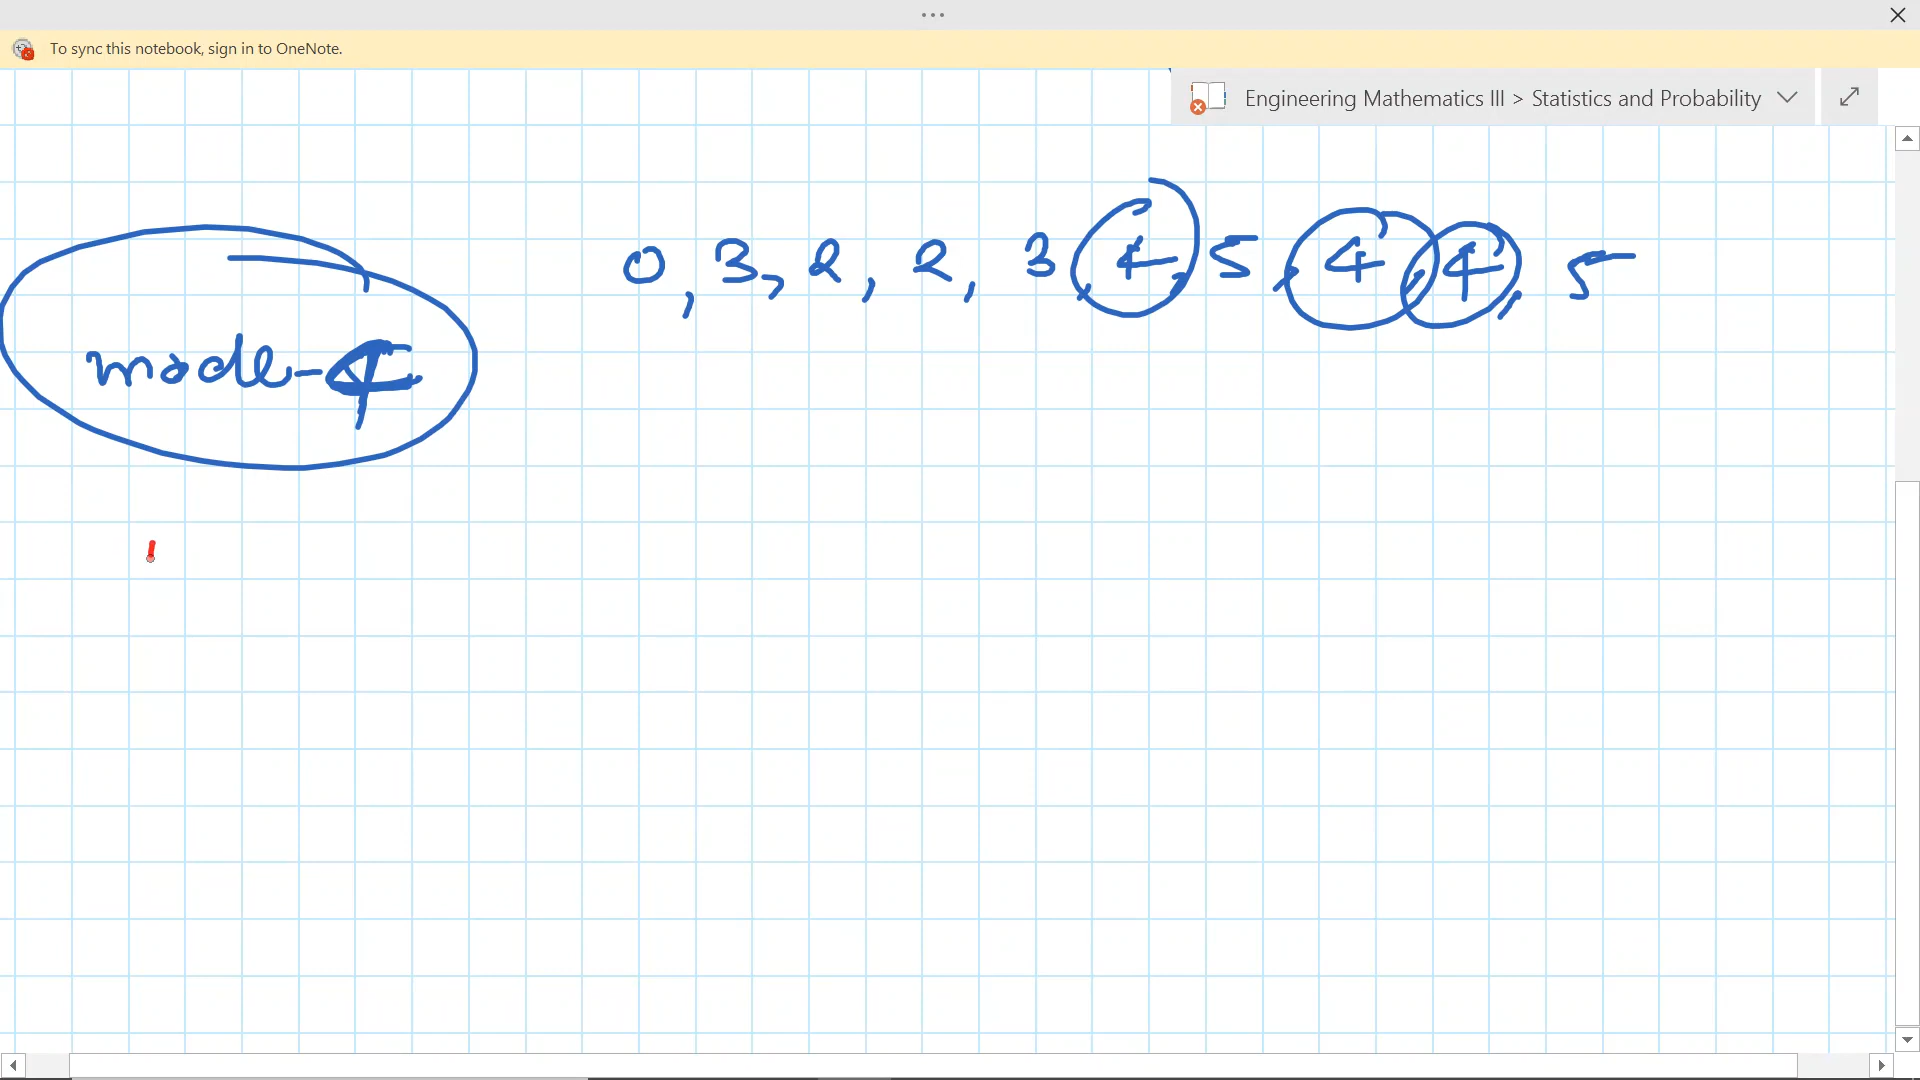 To sync this notebook, sign in to OneNote.
Engineering Mathematics III > Statistics and Probability
0, 3, 2, 2, 3, 4, 5, 4, 4, 5
mode-4